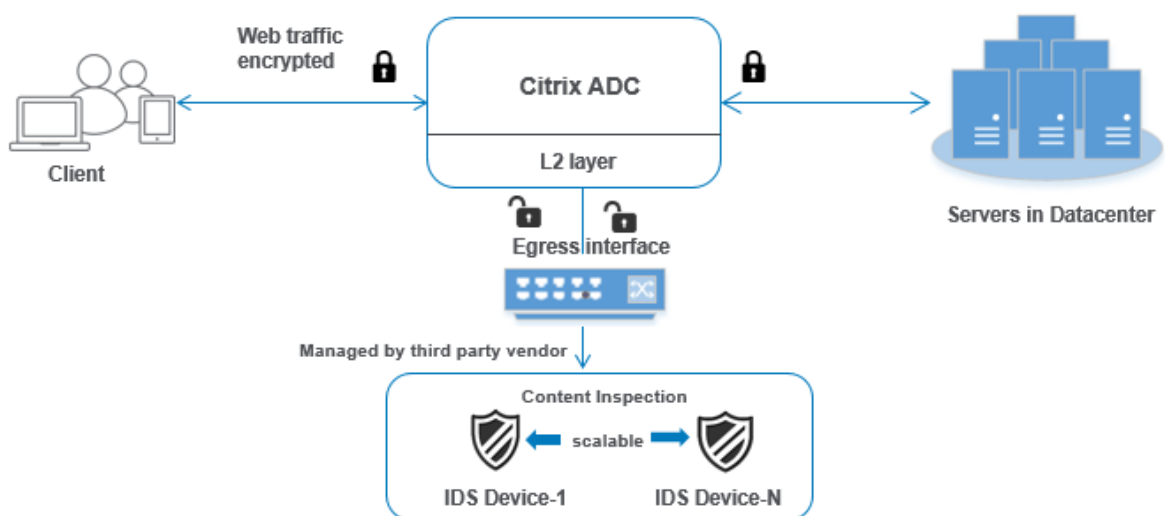 Web traffic
encrypted
Citrix ADC
L2 layer
Client
Servers in Datacenter
Egress interface
Managed by third party vendor
Content Inspection
scalable
IDS Device-1
IDS Device-N